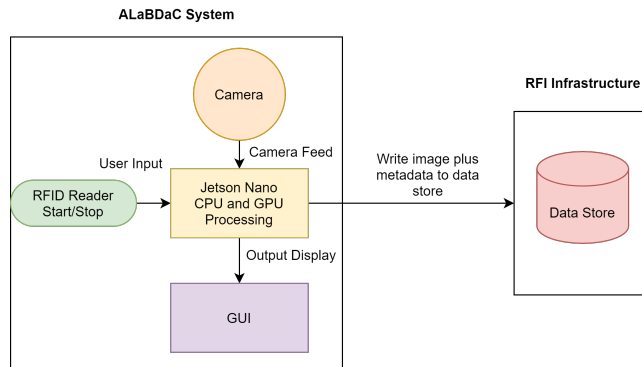 ALaBDaC System
RFI Infrastructure
Camera
User Input
Camera Feed
RFID Reader
Start/Stop
Jetson Nano
CPU and GPU
Processing
Write image plus
metadata to data
store
Data Store
Output Display
GUI